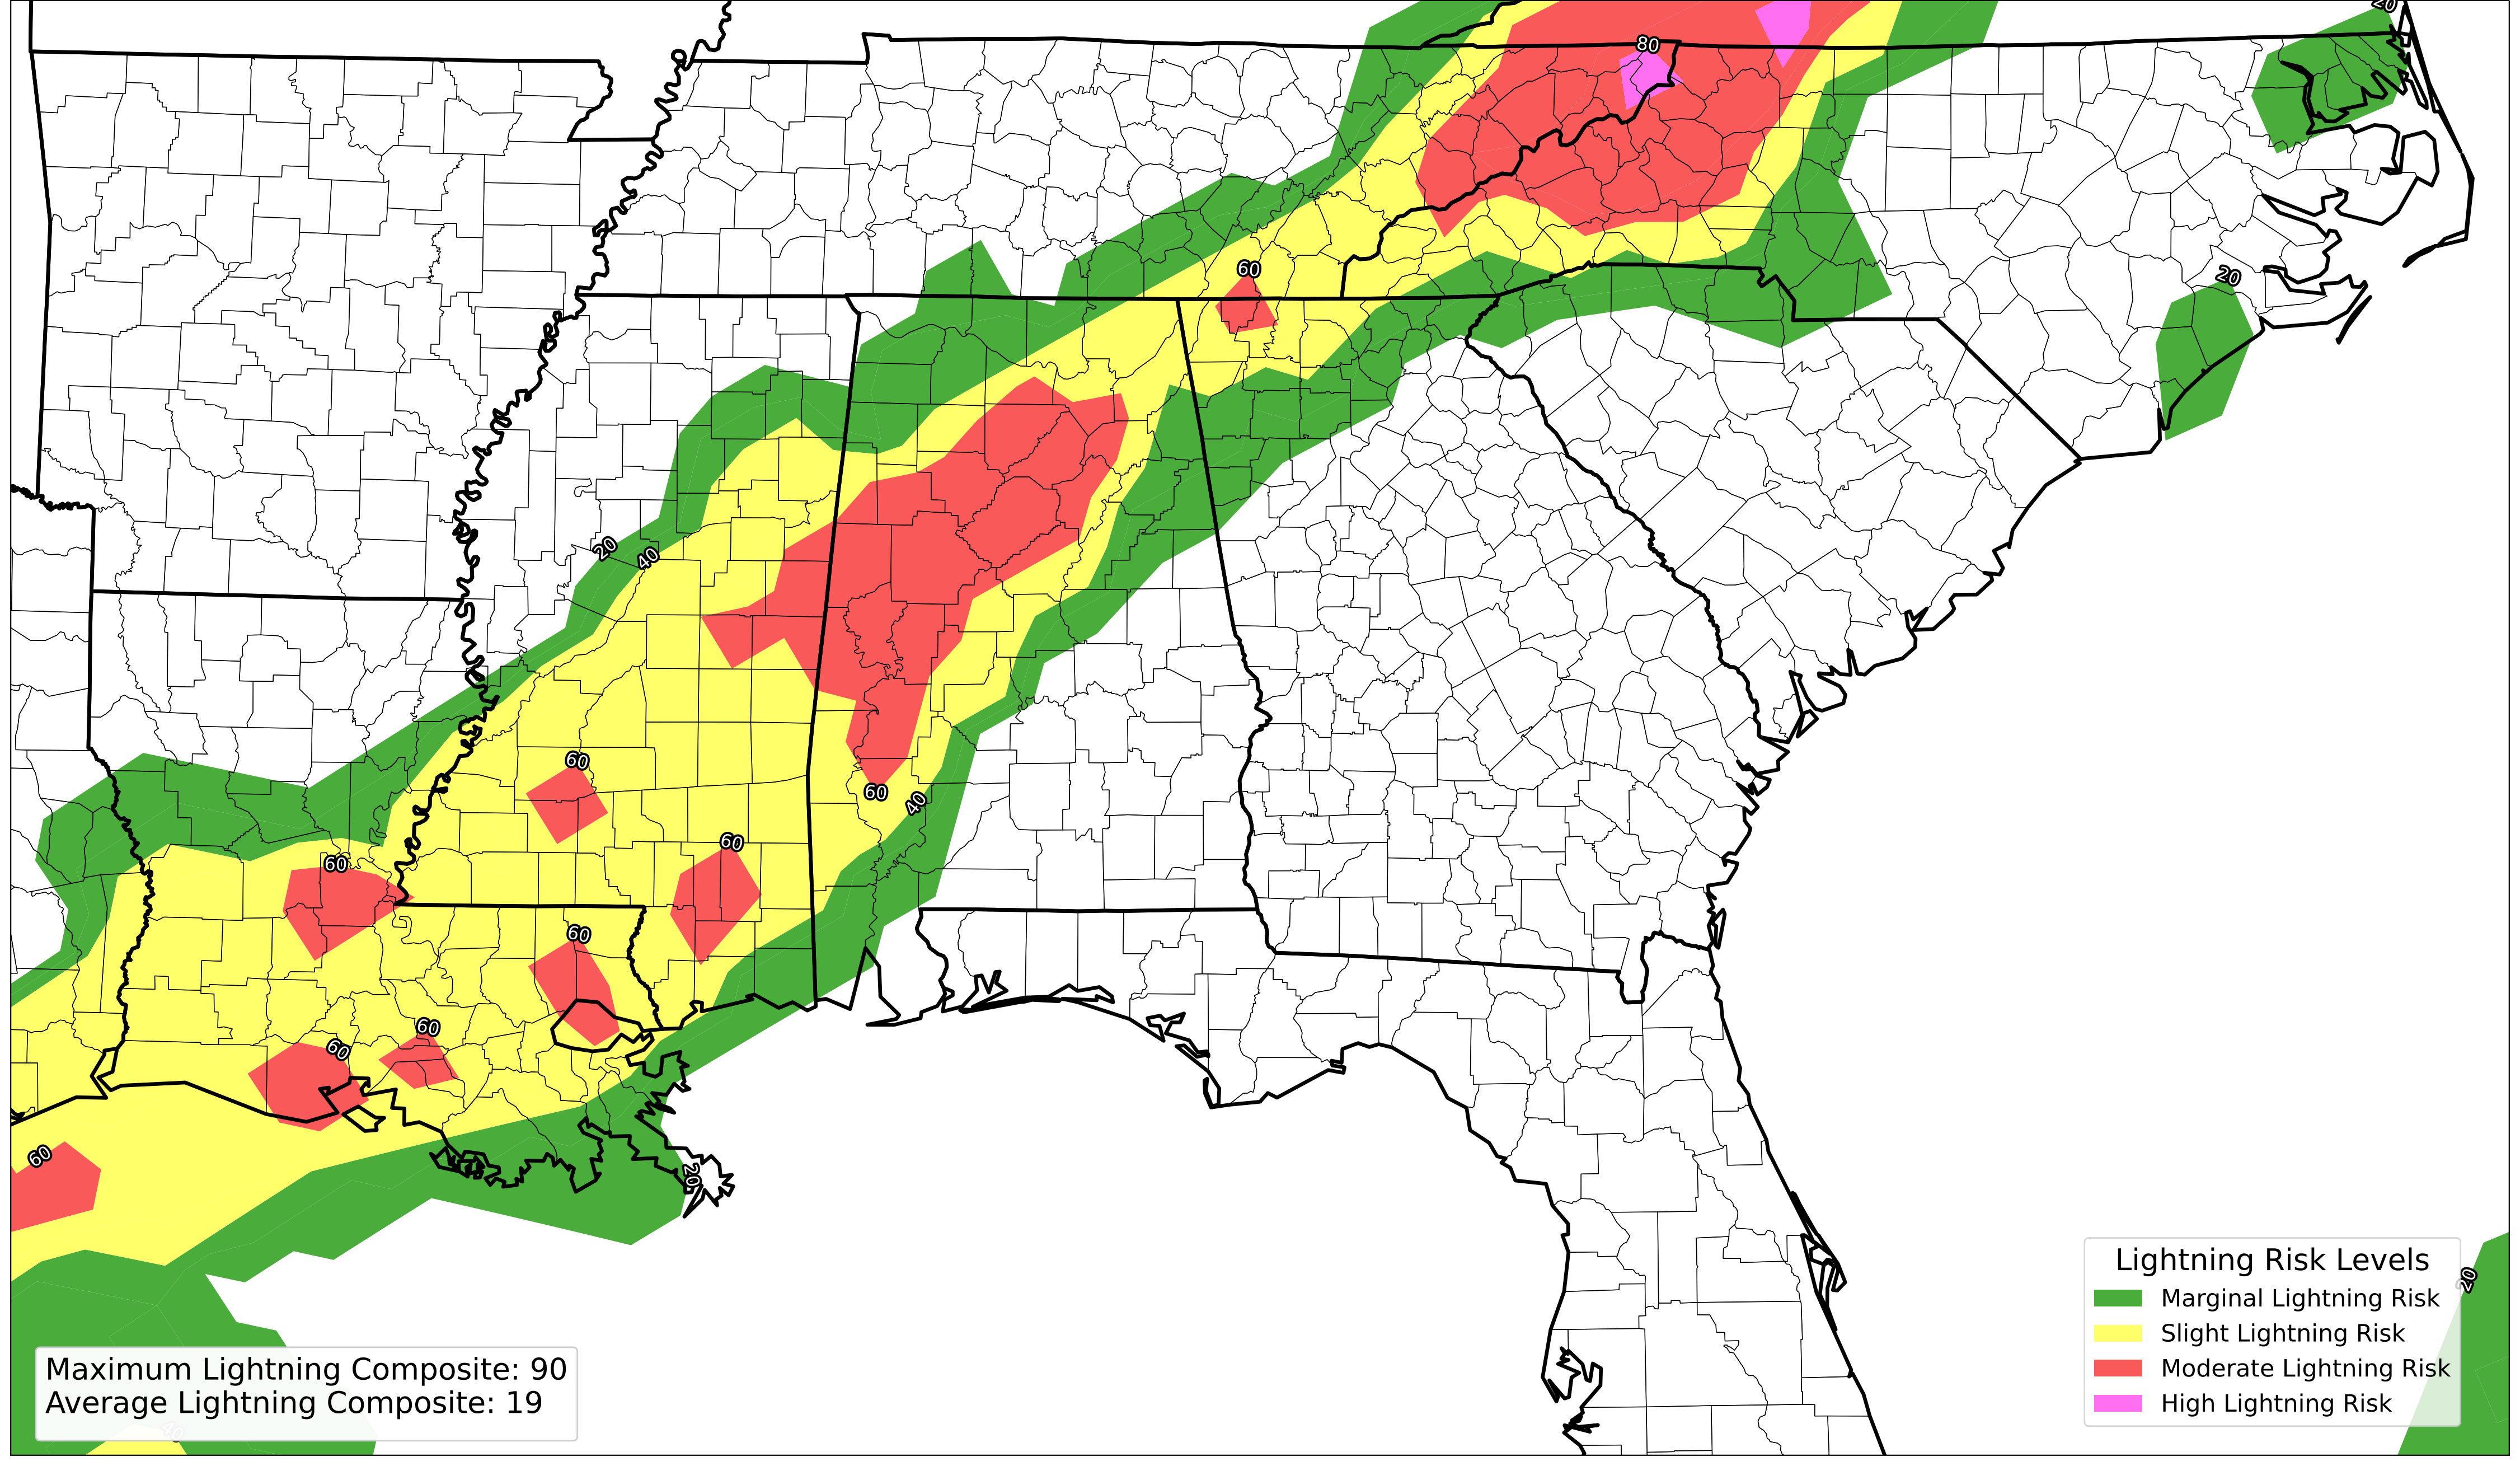 20
80
60
20
20
40
60
60
40
60
60
60
60
60
60
20
20
40
Maximum Lightning Composite: 90
Average Lightning Composite: 19
Lightning Risk Levels
Marginal Lightning Risk
Slight Lightning Risk
Moderate Lightning Risk
High Lightning Risk